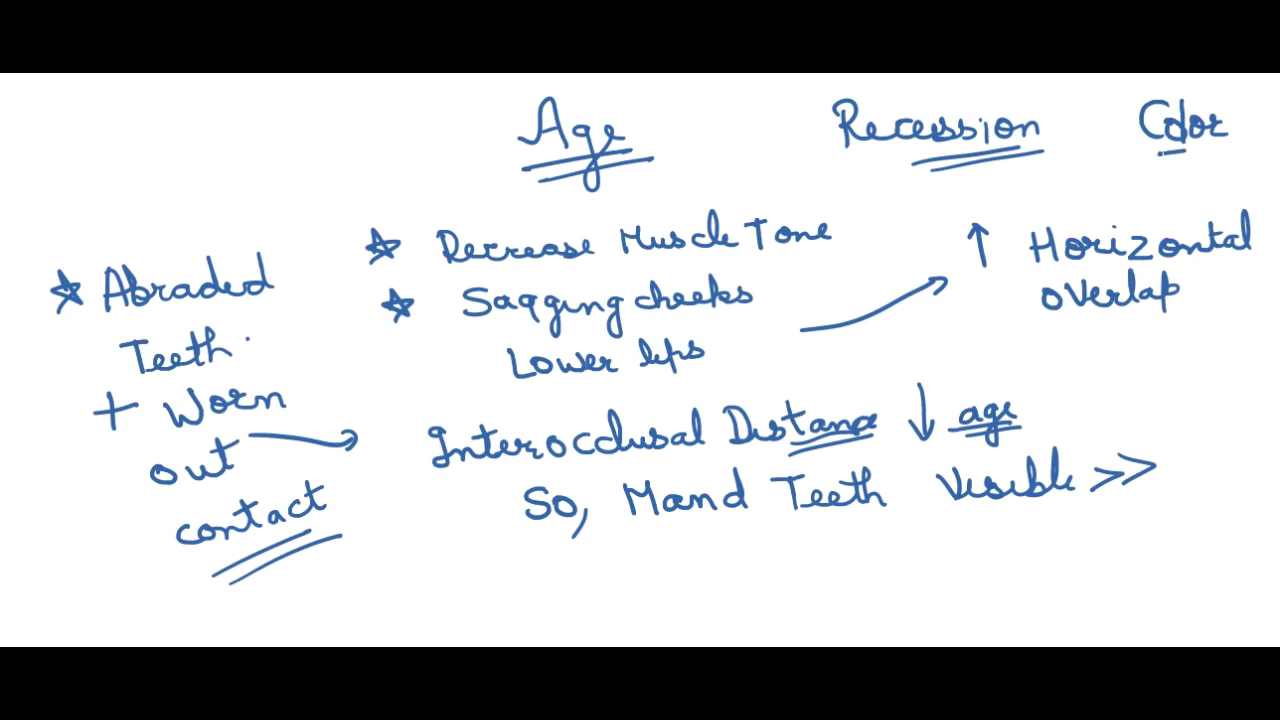 Age Recession Color
★ Decrease Muscle Tone ↑ Horizontal
overlap
★ Sagging cheeks
Lower lips
★ Abraded
Teeth.
+ Worn
out → Interocclusal Distance ↓ age
contact
So, Mand Teeth Visible >>